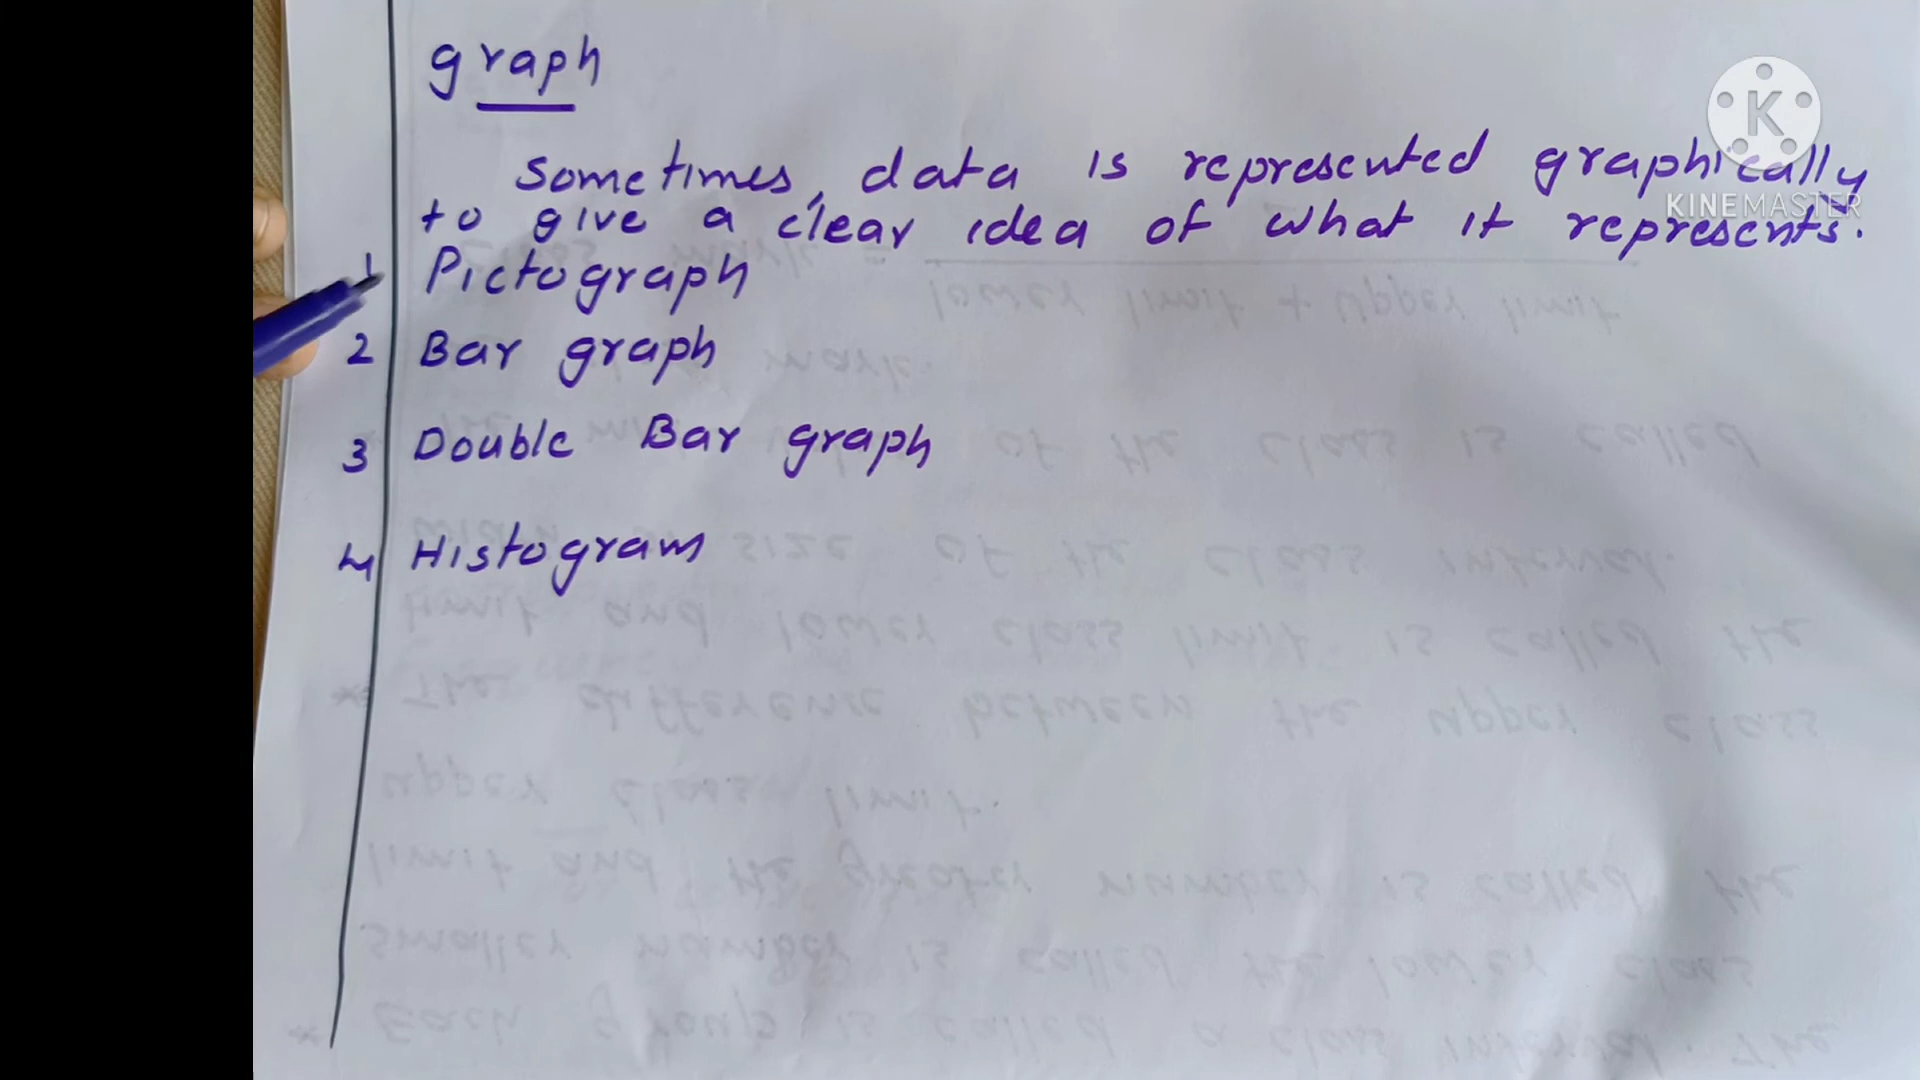 graph
Sometimes, data is represented graphically
to give a clear idea of what it represents.
1 Pictograph
2 Bar graph
3 Double Bar graph
4 Histogram
K
KINEMASTER